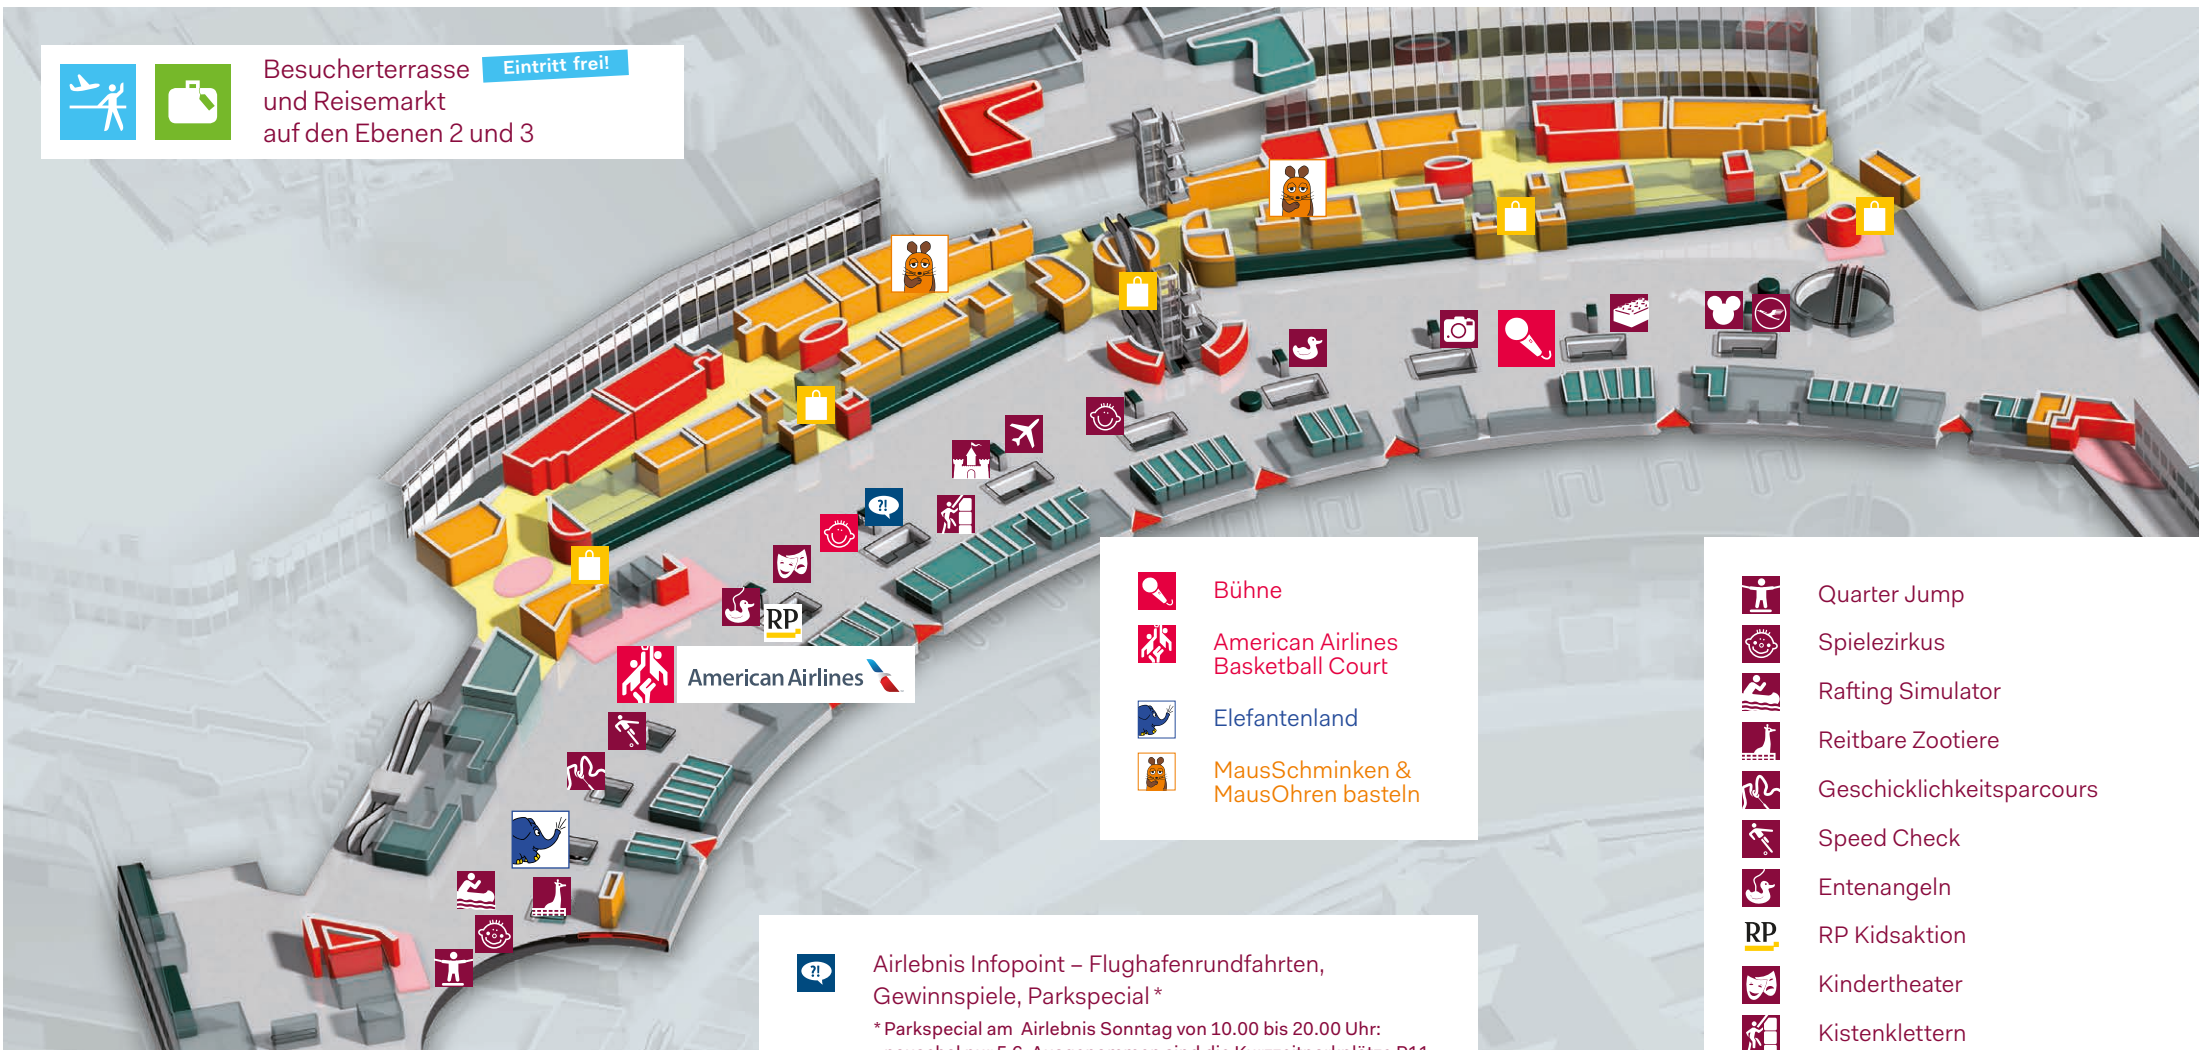 Besucherterrasse
Eintritt frei!
und Reisemarkt
auf den Ebenen 2 und 3
?!
RP
American Airlines
Bühne
American Airlines
Basketball Court
Elefantenland
MausSchminken &
MausOhren basteln
?!
Airlebnis Infopoint – Flughafenrundfahrten,
Gewinnspiele, Parkspecial *
* Parkspecial am Airlebnis Sonntag von 10.00 bis 20.00 Uhr:
Quarter Jump
Spielezirkus
Rafting Simulator
Reitbare Zootiere
Geschicklichkeitsparcours
Speed Check
Entenangeln
RP
RP Kidsaktion
Kindertheater
Kistenklettern